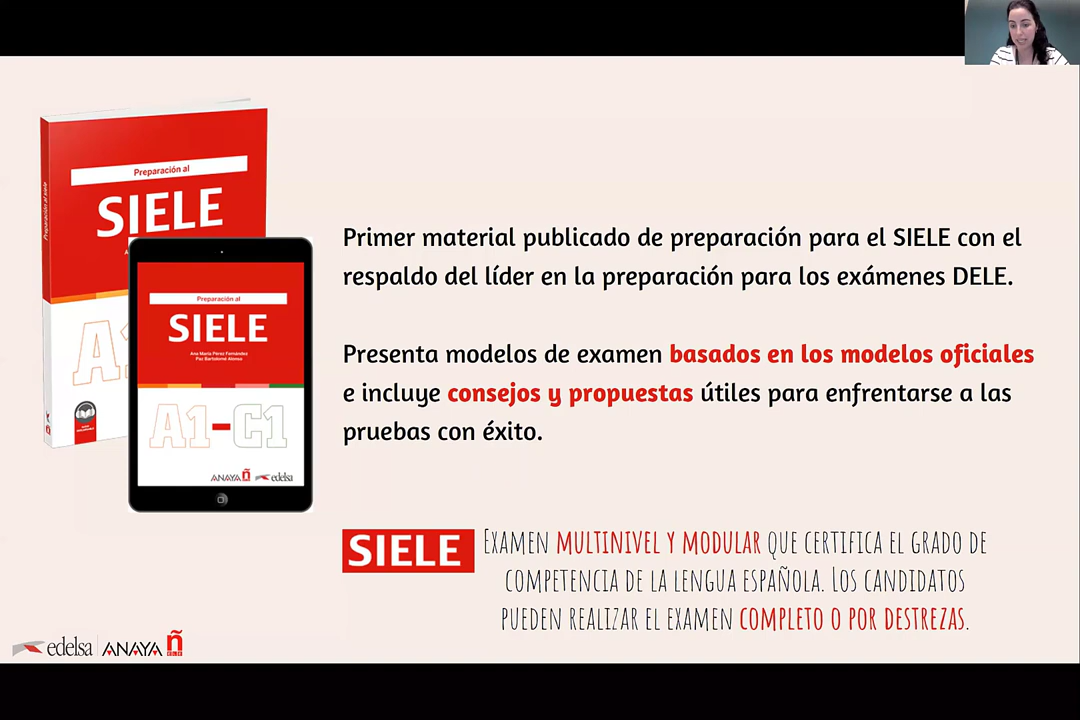 Preparación al
SIELE
Preparación al siele
A1
Preparación al
SIELE
Ana María Pérez Fernández
Paz Bartolomé Alonso
A1-C1
ANAYA ñ edelsa
Primer material publicado de preparación para el SIELE con el
respaldo del líder en la preparación para los exámenes DELE.
Presenta modelos de examen basados en los modelos oficiales
e incluye consejos y propuestas útiles para enfrentarse a las
pruebas con éxito.
SIELE
EXAMEN MULTINIVEL Y MODULAR QUE CERTIFICA EL GRADO DE
COMPETENCIA DE LA LENGUA ESPAÑOLA. LOS CANDIDATOS
PUEDEN REALIZAR EL EXAMEN COMPLETO O POR DESTREZAS.
edelsa ANAYA ñ